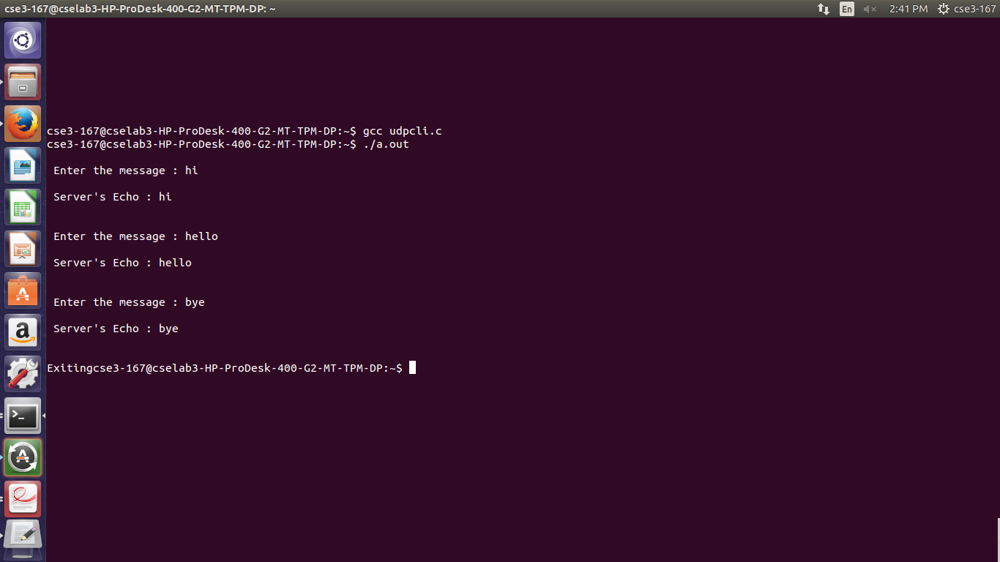 cse3-167@cselab3-HP-ProDesk-400-G2-MT-TPM-DP: ~
En
2:41 PM
cse3-167
cse3-167@cselab3-HP-ProDesk-400-G2-MT-TPM-DP:~$ gcc udpcli.c
cse3-167@cselab3-HP-ProDesk-400-G2-MT-TPM-DP:~$ ./a.out
Enter the message : hi
Server's Echo : hi
Enter the message : hello
Server's Echo : hello
Enter the message : bye
Server's Echo : bye
Exitingcse3-167@cselab3-HP-ProDesk-400-G2-MT-TPM-DP:~$